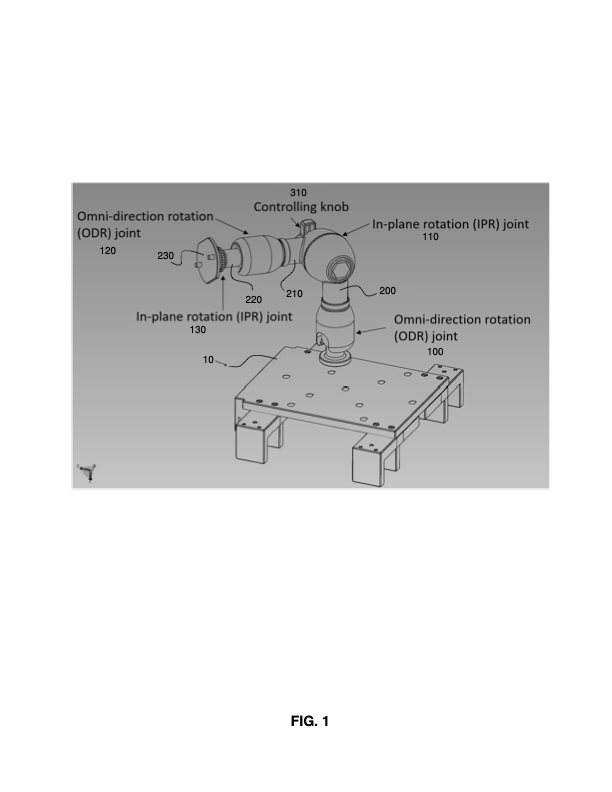 310
Controlling knob
Omni-direction rotation
(ODR) joint
120
In-plane rotation (IPR) joint
110
230
220
210
200
In-plane rotation (IPR) joint
130
Omni-direction rotation
(ODR) joint
100
10
FIG. 1